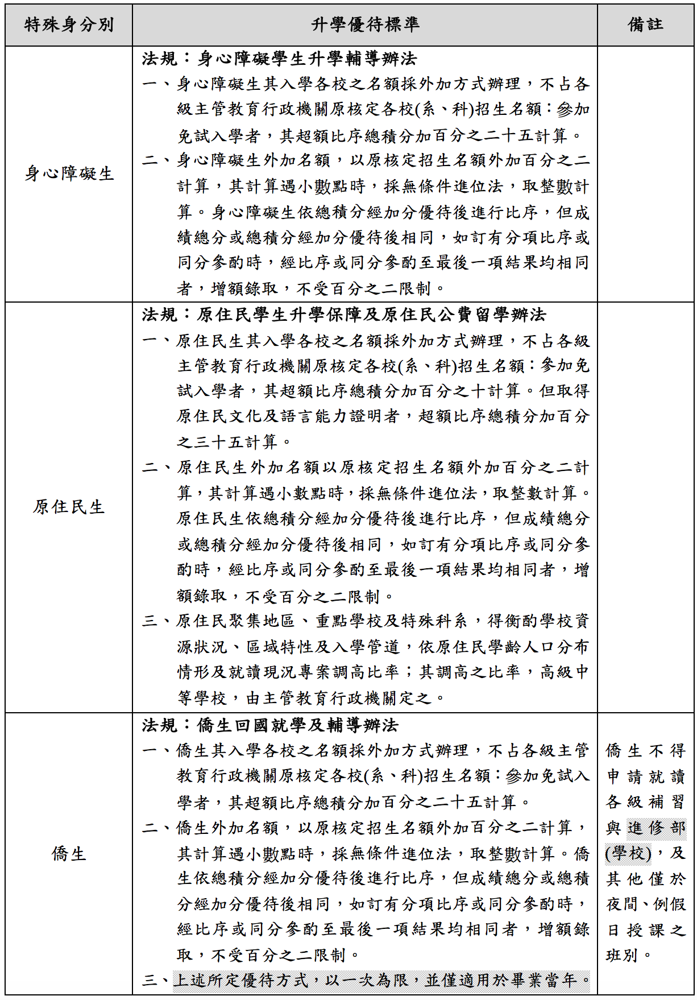 特殊身分別
升學優待標準
備註
身心障礙生
法規：身心障礙學生升學輔導辦法
一、身心障礙生其入學各校之名額採外加方式辦理，不占各
級主管教育行政機關原核定各校(系、科)招生名額：參加
免試入學者，其超額比序總積分加百分之二十五計算。
二、身心障礙生外加名額，以原核定招生名額外加百分之二
計算，其計算遇小數點時，採無條件進位法，取整數計
算。身心障礙生依總積分經加分優待後進行比序，但成
績總分或總積分經加分優待後相同，如訂有分項比序或
同分參酌時，經比序或同分參酌至最後一項結果均相同
者，增額錄取，不受百分之二限制。
原住民生
法規：原住民學生升學保障及原住民公費留學辦法
一、原住民生其入學各校之名額採外加方式辦理，不占各級
主管教育行政機關原核定各校(系、科)招生名額：參加免
試入學者，其超額比序總積分加百分之十計算。但取得
原住民文化及語言能力證明者，超額比序總積分加百分
之三十五計算。
二、原住民生外加名額以原核定招生名額外加百分之二計
算，其計算遇小數點時，採無條件進位法，取整數計算。
原住民生依總積分經加分優待後進行比序，但成績總分
或總積分經加分優待後相同，如訂有分項比序或同分參
酌時，經比序或同分參酌至最後一項結果均相同者，增
額錄取，不受百分之二限制。
三、原住民聚集地區、重點學校及特殊科系，得衡酌學校資
源狀況、區域特性及入學管道，依原住民學齡人口分布
情形及就讀現況專案調高比率；其調高之比率，高級中
等學校，由主管教育行政機關定之。
僑生
法規：僑生回國就學及輔導辦法
一、僑生其入學各校之名額採外加方式辦理，不占各級主管
教育行政機關原核定各校(系、科)招生名額：參加免試入
學者，其超額比序總積分加百分之二十五計算。
二、僑生外加名額，以原核定招生名額外加百分之二計算，
其計算遇小數點時，採無條件進位法，取整數計算。僑
生依總積分經加分優待後進行比序，但成績總分或總積
分經加分優待後相同，如訂有分項比序或同分參酌時，
經比序或同分參酌至最後一項結果均相同者，增額錄
取，不受百分之二限制。
三、上述所定優待方式，以一次為限，並僅適用於畢業當年。
僑生不得
申請就讀
各級補習
與進修部
(學校)，及
其他僅於
夜間、例假
日授課之
班別。